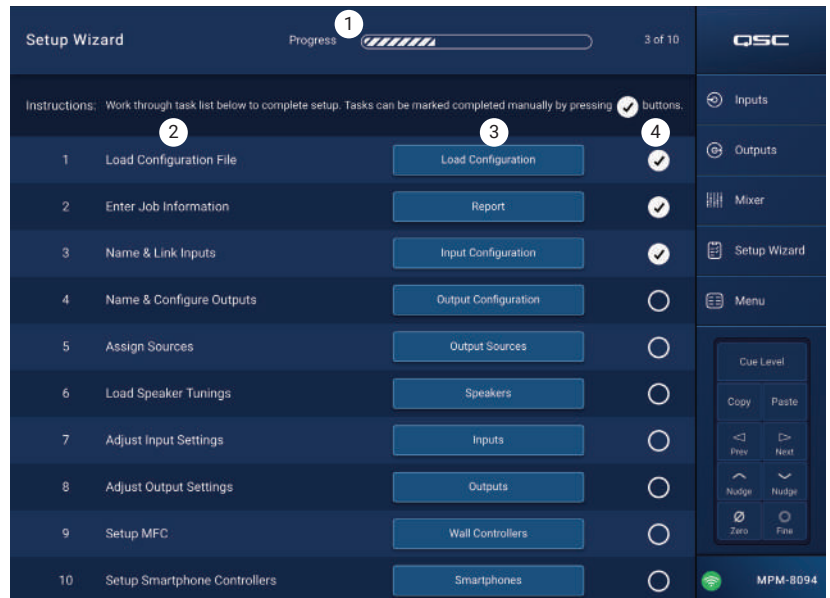 1
Setup Wizard Progress 3 of 10 QSC
Instructions: Work through task list below to complete setup. Tasks can be marked completed manually by pressing buttons.
2 3 4
1 Load Configuration File Load Configuration
2 Enter Job Information Report
3 Name & Link Inputs Input Configuration
4 Name & Configure Outputs Output Configuration
5 Assign Sources Output Sources
6 Load Speaker Tunings Speakers
7 Adjust Input Settings Inputs
8 Adjust Output Settings Outputs
9 Setup MFC Wall Controllers
10 Setup Smartphone Controllers Smartphones
Inputs
Outputs
Mixer
Setup Wizard
Menu
Cue Level
Copy Paste
Prev Next
Nudge Nudge
Zero Fine
MPM-8094